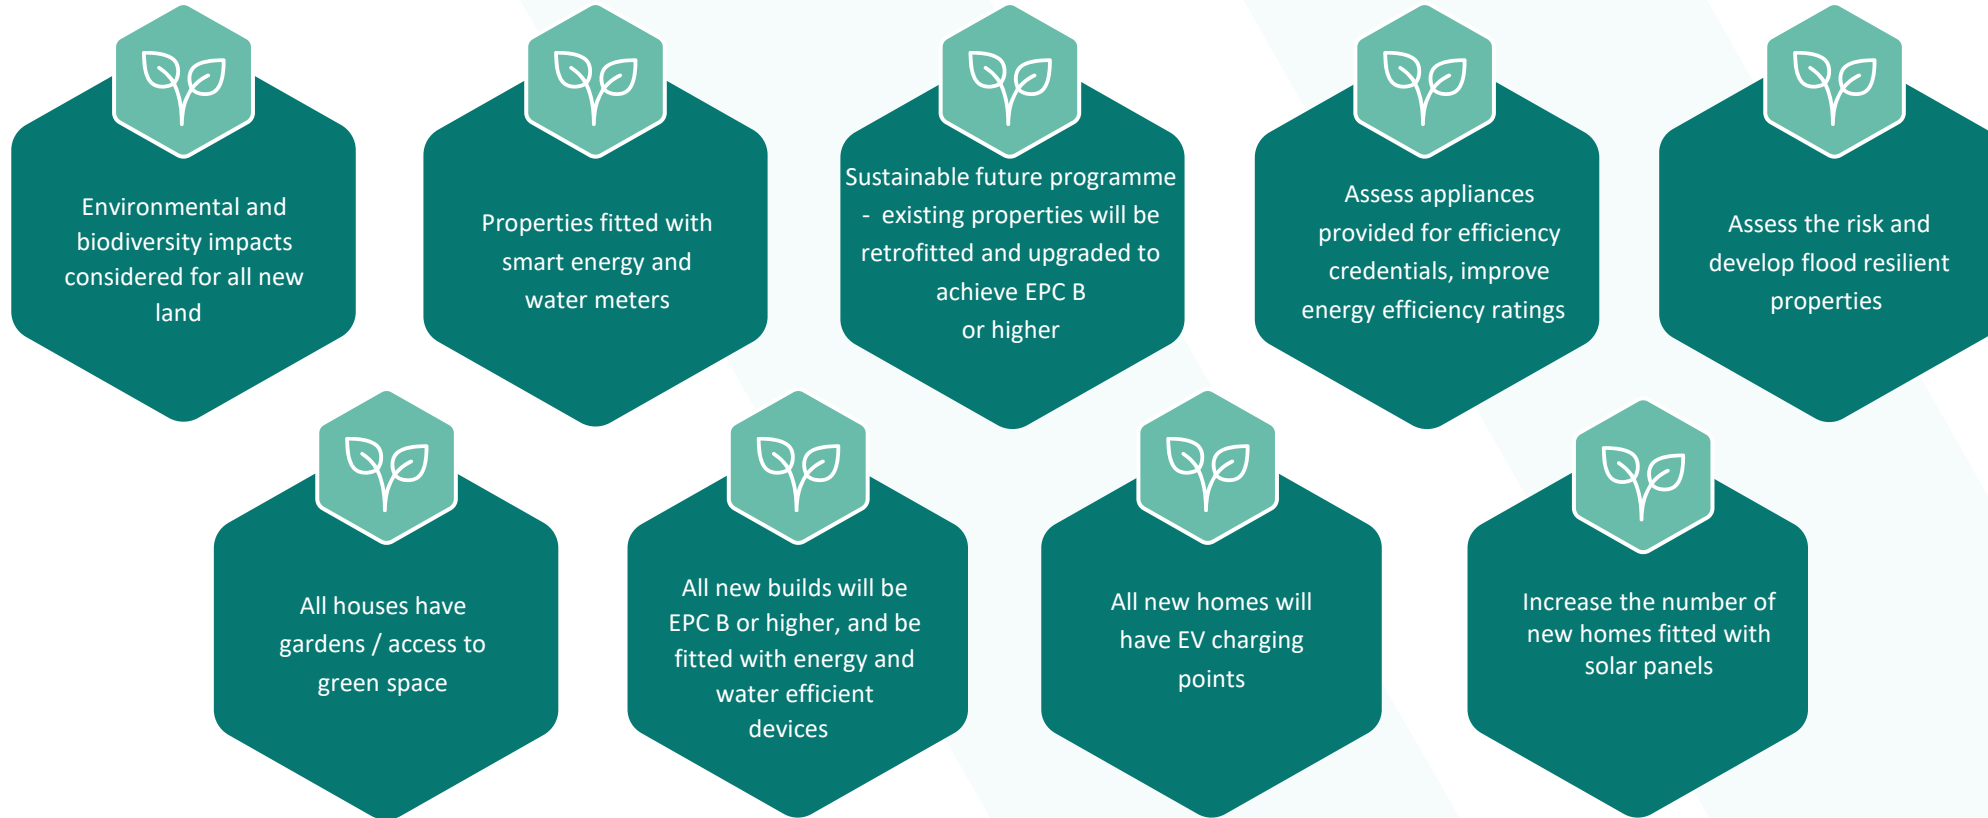 Environmental and
biodiversity impacts
considered for all new
land
Properties fitted with
smart energy and
water meters
Sustainable future programme
- existing properties will be
retrofitted and upgraded to
achieve EPC B
or higher
Assess appliances
provided for efficiency
credentials, improve
energy efficiency ratings
Assess the risk and
develop flood resilient
properties
All houses have
gardens / access to
green space
All new builds will be
EPC B or higher, and be
fitted with energy and
water efficient
devices
All new homes will
have EV charging
points
Increase the number of
new homes fitted with
solar panels